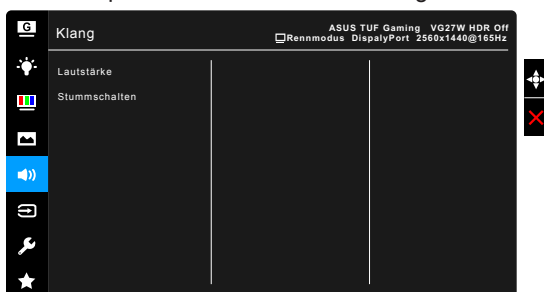 G
Klang
ASUS TUF Gaming VG27W HDR Off
Rennmodus DispalyPort 2560x1440@165Hz
Lautstärke
Stummschalten